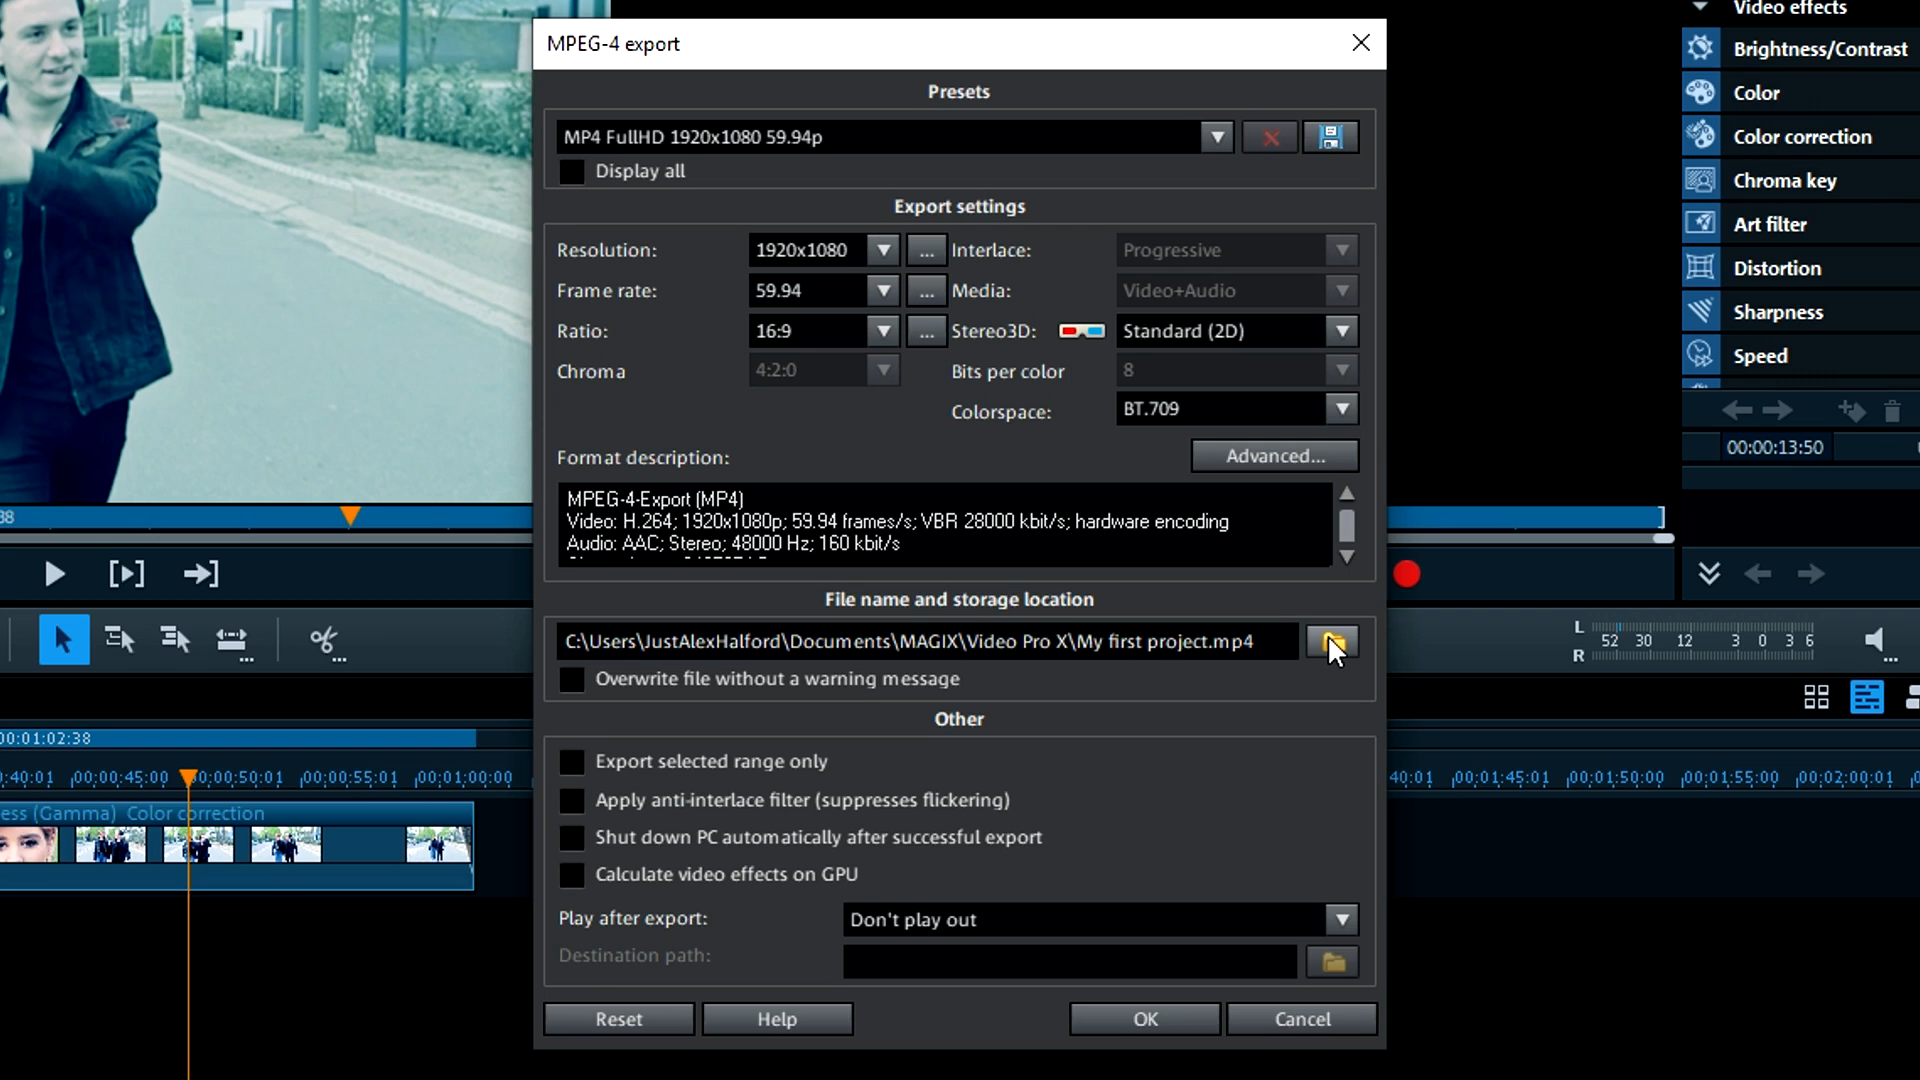 MPEG-4 export
Presets
MP4 FullHD 1920x1080 59.94p
Display all
Export settings
Resolution: 1920x1080 ... Interlace: Progressive
Frame rate: 59.94 ... Media: Video+Audio
Ratio: 16:9 ... Stereo3D: Standard (2D)
Chroma 4:2:0 Bits per color 8
Colorspace: BT.709
Format description: Advanced...
MPEG-4-Export (MP4)
Video: H.264; 1920x1080p; 59.94 frames/s; VBR 28000 kbit/s; hardware encoding
Audio: AAC; Stereo; 48000 Hz; 160 kbit/s
File name and storage location
C:\Users\JustAlexHalford\Documents\MAGIX\Video Pro X\My first project.mp4
Overwrite file without a warning message
Other
Export selected range only
Apply anti-interlace filter (suppresses flickering)
Shut down PC automatically after successful export
Calculate video effects on GPU
Play after export: Don't play out
Destination path:
Reset Help OK Cancel
Video effects
Brightness/Contrast
Color
Color correction
Chroma key
Art filter
Distortion
Sharpness
Speed
00:00:13:50
38
L
52 30 12 3 0 3 6
R
00:01:02:38
:40:01 00:00:45:00 00:00:50:01 00:00:55:01 00:01:00:00
40:01 00:01:45:01 00:01:50:00 00:01:55:00 00:02:00:01
ess (Gamma) Color correction